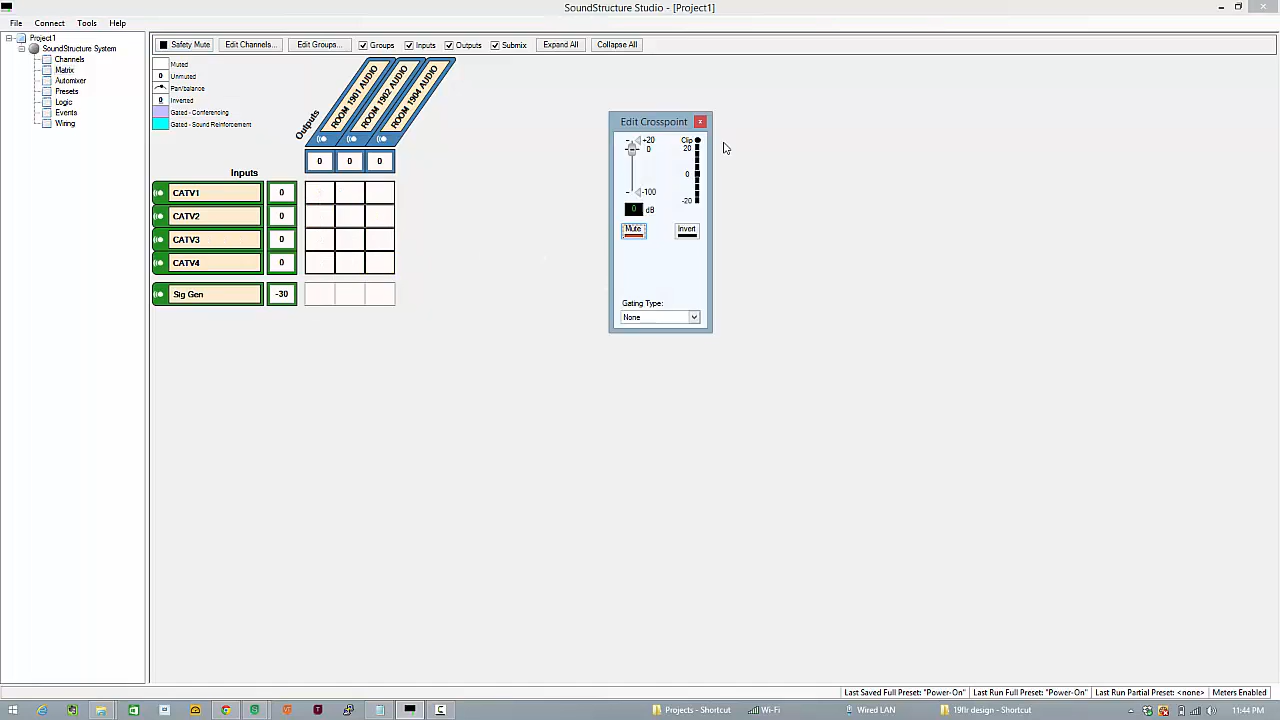 SoundStructure Studio - [Project1]
File Connect Tools Help
Project1
SoundStructure System
Channels
Matrix
Automixer
Presets
Logic
Events
Wiring
Safety Mute Edit Channels... Edit Groups... Groups Inputs Outputs Submix Expand All Collapse All
Muted
0 Unmuted
Pan/balance
0 Inverted
Gated - Conferencing
Gated - Sound Reinforcement
Outputs
ROOM 1901 AUDIO
ROOM 1902 AUDIO
ROOM 1904 AUDIO
0 0 0
Inputs
CATV1 0
CATV2 0
CATV3 0
CATV4 0
Sig Gen -30
Edit Crosspoint x
+20
0
-100
Clip
20
0
-20
0 dB
Mute Invert
Gating Type:
None
Last Saved Full Preset: "Power-On" Last Run Full Preset: "Power-On" Last Run Partial Preset: <none> Meters Enabled
Projects - Shortcut Wi-Fi Wired LAN 19flr design - Shortcut 11:44 PM